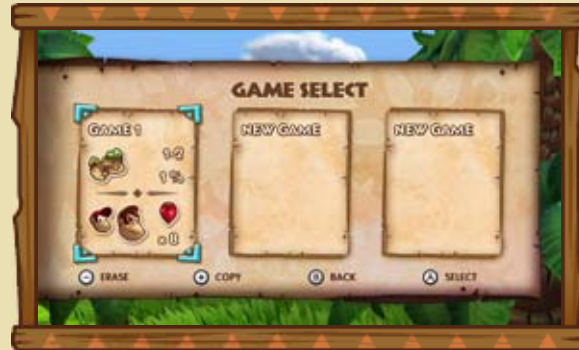 GAME SELECT
GAME 1
1-2
1%
x 8
NEW GAME
NEW GAME
- ERASE
+ COPY
B BACK
A SELECT